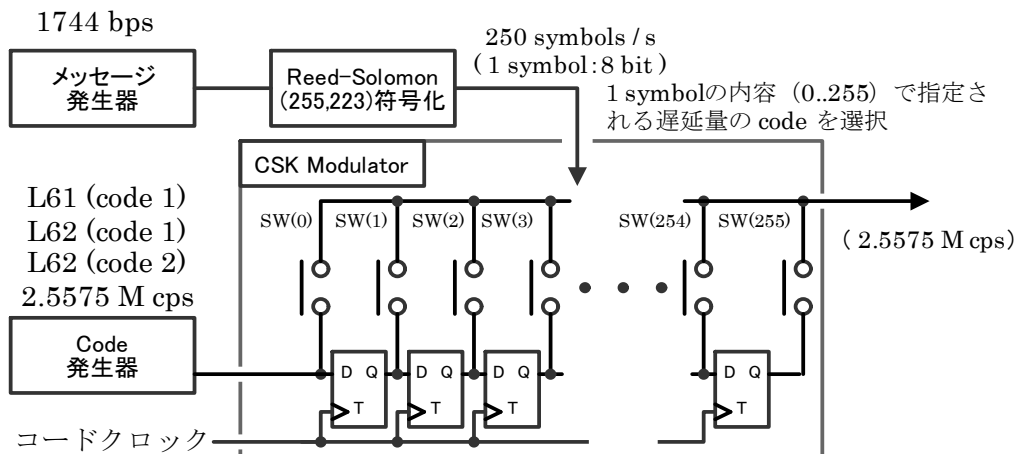 1744 bps
メッセージ
発生器
Reed-Solomon
(255,223)符号化
250 symbols / s
( 1 symbol:8 bit )
1 symbolの内容（0..255）で指定さ
れる遅延量の code を選択
CSK Modulator
L61 (code 1)
L62 (code 1)
L62 (code 2)
2.5575 M cps
Code
発生器
SW(0) SW(1) SW(2) SW(3) SW(254) SW(255)
( 2.5575 M cps)
D Q D Q D Q D Q
T T T T
コードクロック